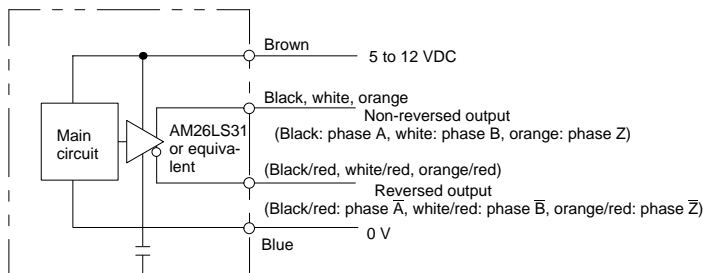 Brown
5 to 12 VDC
Black, white, orange
Non-reversed output
(Black: phase A, white: phase B, orange: phase Z)
Main
circuit
AM26LS31
or equiva-
lent
(Black/red, white/red, orange/red)
Reversed output
(Black/red: phase A̅, white/red: phase B̅, orange/red: phase Z̅)
0 V
Blue